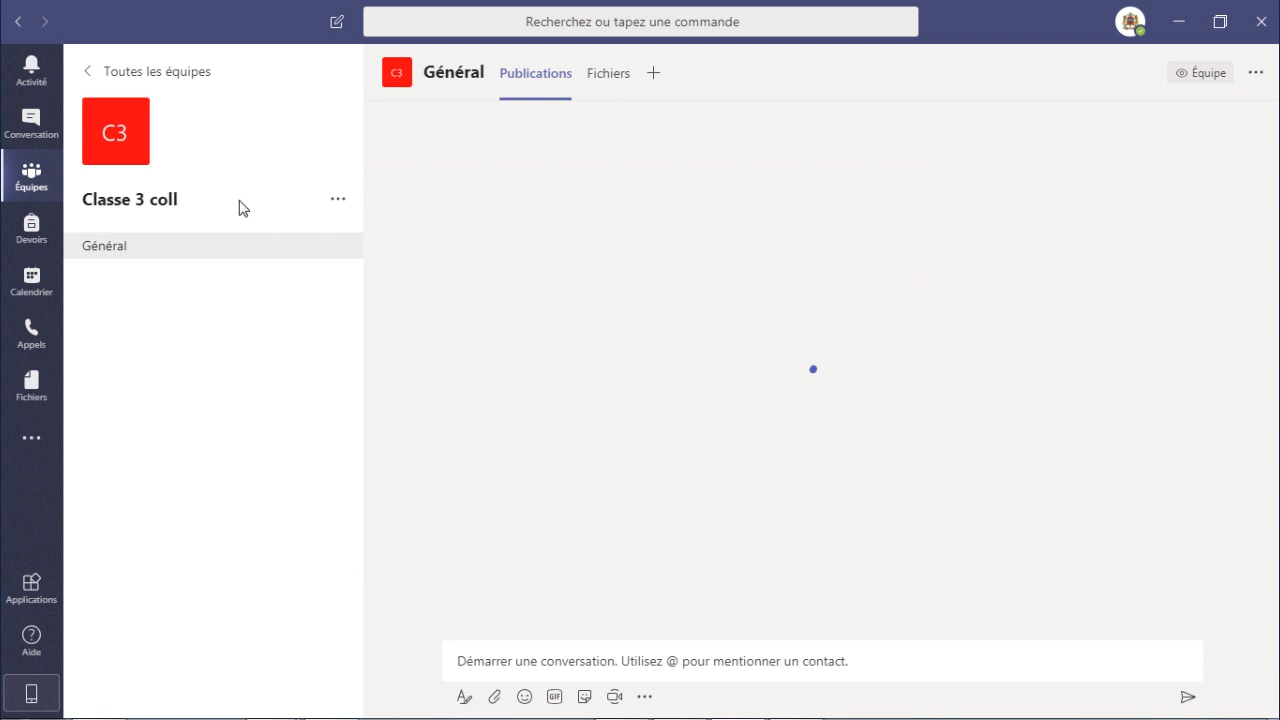 Recherchez ou tapez une commande
Activité
Conversation
Équipes
Devoirs
Calendrier
Appels
Fichiers
Applications
Aide
Toutes les équipes
C3
Classe 3 coll
Général
C3
Général
Publications
Fichiers
Équipe
Démarrer une conversation. Utilisez @ pour mentionner un contact.
GIF